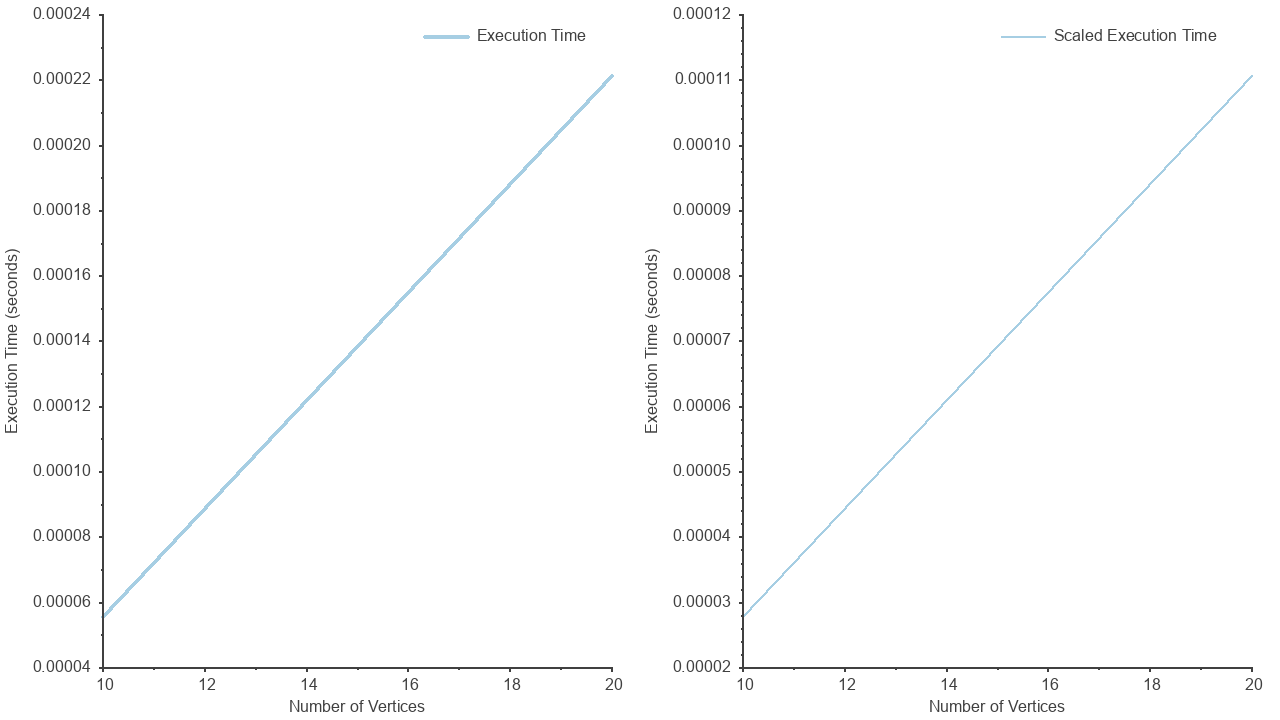 0.00024
0.00022
0.00020
0.00018
0.00016
0.00014
0.00012
0.00010
0.00008
0.00006
0.00004
Execution Time (seconds)
Execution Time
10 12 14 16 18 20
Number of Vertices
0.00012
0.00011
0.00010
0.00009
0.00008
0.00007
0.00006
0.00005
0.00004
0.00003
0.00002
Execution Time (seconds)
Scaled Execution Time
10 12 14 16 18 20
Number of Vertices